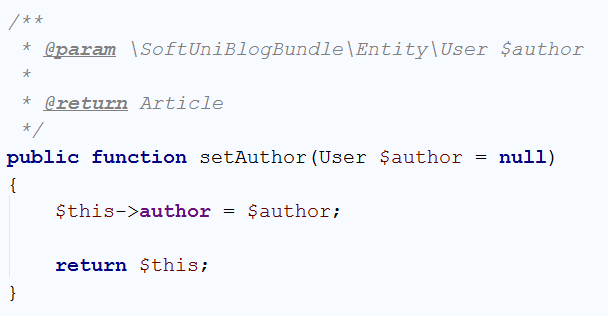 /**
 * @param \SoftUniBlogBundle\Entity\User $author
 *
 * @return Article
 */
public function setAuthor(User $author = null)
{
    $this->author = $author;

    return $this;
}